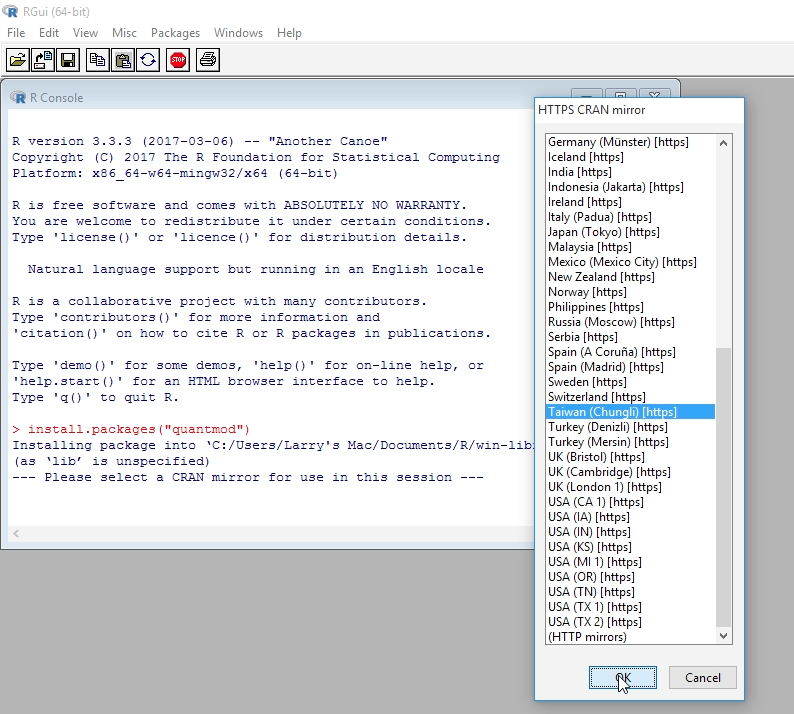 RGui (64-bit)
File Edit View Misc Packages Windows Help
STOP
R Console
R version 3.3.3 (2017-03-06) -- "Another Canoe"
Copyright (C) 2017 The R Foundation for Statistical Computing
Platform: x86_64-w64-mingw32/x64 (64-bit)
R is free software and comes with ABSOLUTELY NO WARRANTY.
You are welcome to redistribute it under certain conditions.
Type 'license()' or 'licence()' for distribution details.
Natural language support but running in an English locale
R is a collaborative project with many contributors.
Type 'contributors()' for more information and
'citation()' on how to cite R or R packages in publications.
Type 'demo()' for some demos, 'help()' for on-line help, or
'help.start()' for an HTML browser interface to help.
Type 'q()' to quit R.
> install.packages("quantmod")
Installing package into ‘C:/Users/Larry's Mac/Documents/R/win-lib
(as ‘lib’ is unspecified)
--- Please select a CRAN mirror for use in this session ---
HTTPS CRAN mirror
Germany (Münster) [https]
Iceland [https]
India [https]
Indonesia (Jakarta) [https]
Ireland [https]
Italy (Padua) [https]
Japan (Tokyo) [https]
Malaysia [https]
Mexico (Mexico City) [https]
New Zealand [https]
Norway [https]
Philippines [https]
Russia (Moscow) [https]
Serbia [https]
Spain (A Coruña) [https]
Spain (Madrid) [https]
Sweden [https]
Switzerland [https]
Taiwan (Chungli) [https]
Turkey (Denizli) [https]
Turkey (Mersin) [https]
UK (Bristol) [https]
UK (Cambridge) [https]
UK (London 1) [https]
USA (CA 1) [https]
USA (IA) [https]
USA (IN) [https]
USA (KS) [https]
USA (MI 1) [https]
USA (OR) [https]
USA (TN) [https]
USA (TX 1) [https]
USA (TX 2) [https]
(HTTP mirrors)
OK Cancel